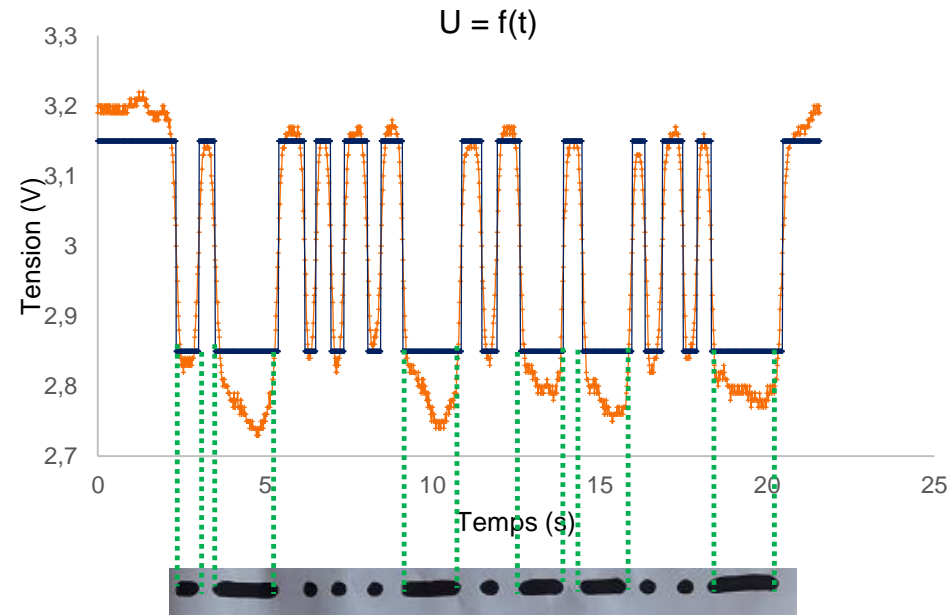 U = f(t)
3,3
3,2
3,1
3
2,9
2,8
2,7
Tension (V)
0 5 10 15 20 25
Temps (s)